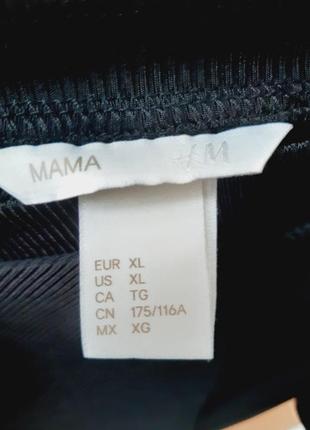 MAMA H&M
EUR XL
US XL
CA TG
CN 175/116A
MX XG